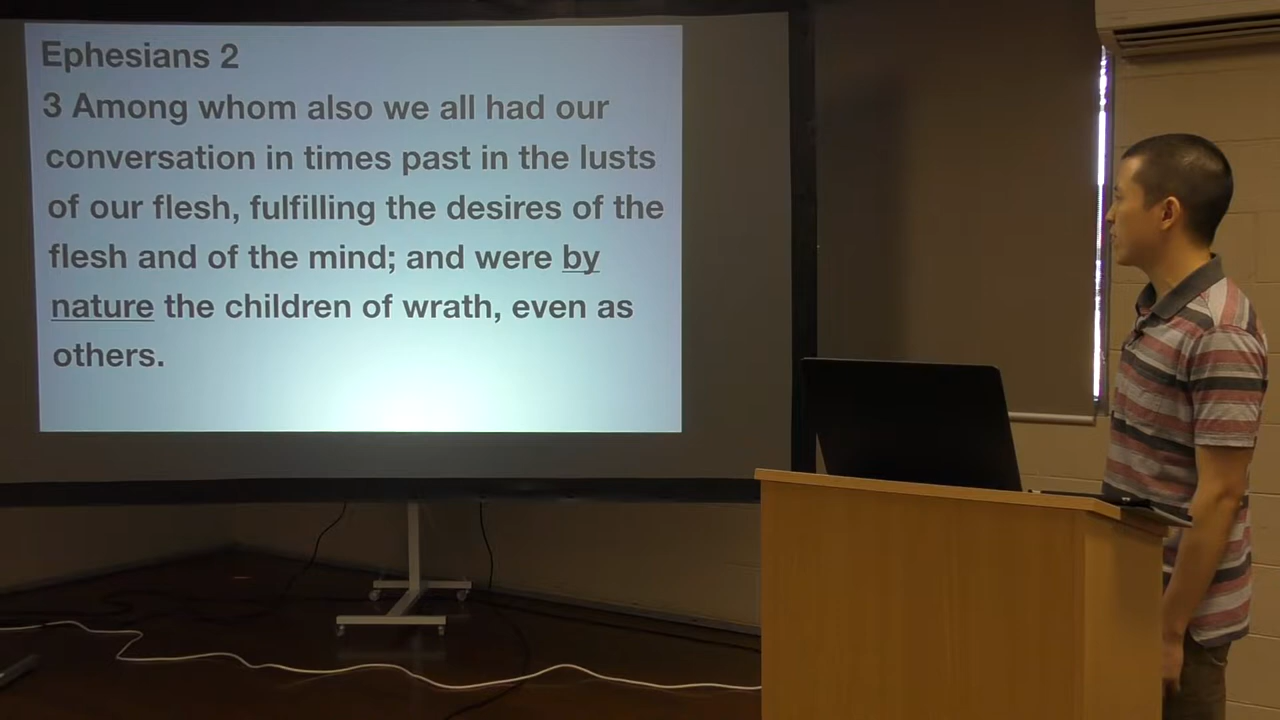 Ephesians 2
3 Among whom also we all had our
conversation in times past in the lusts
of our flesh, fulfilling the desires of the
flesh and of the mind; and were by
nature the children of wrath, even as
others.